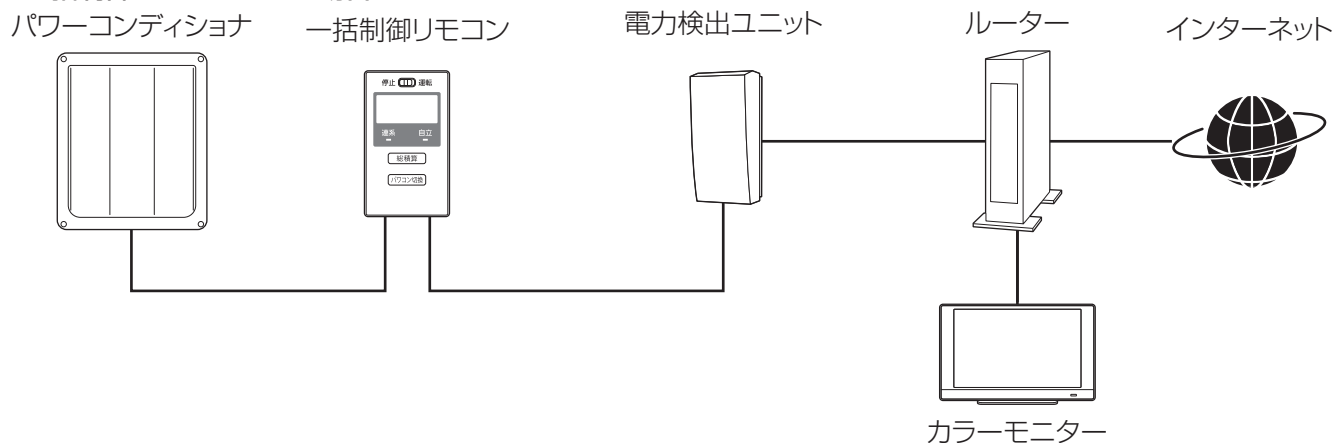 パワーコンディショナ
一括制御リモコン
電力検出ユニット
ルーター
インターネット
停止 運転
連系 自立
総積算
パワコン切換
カラーモニター